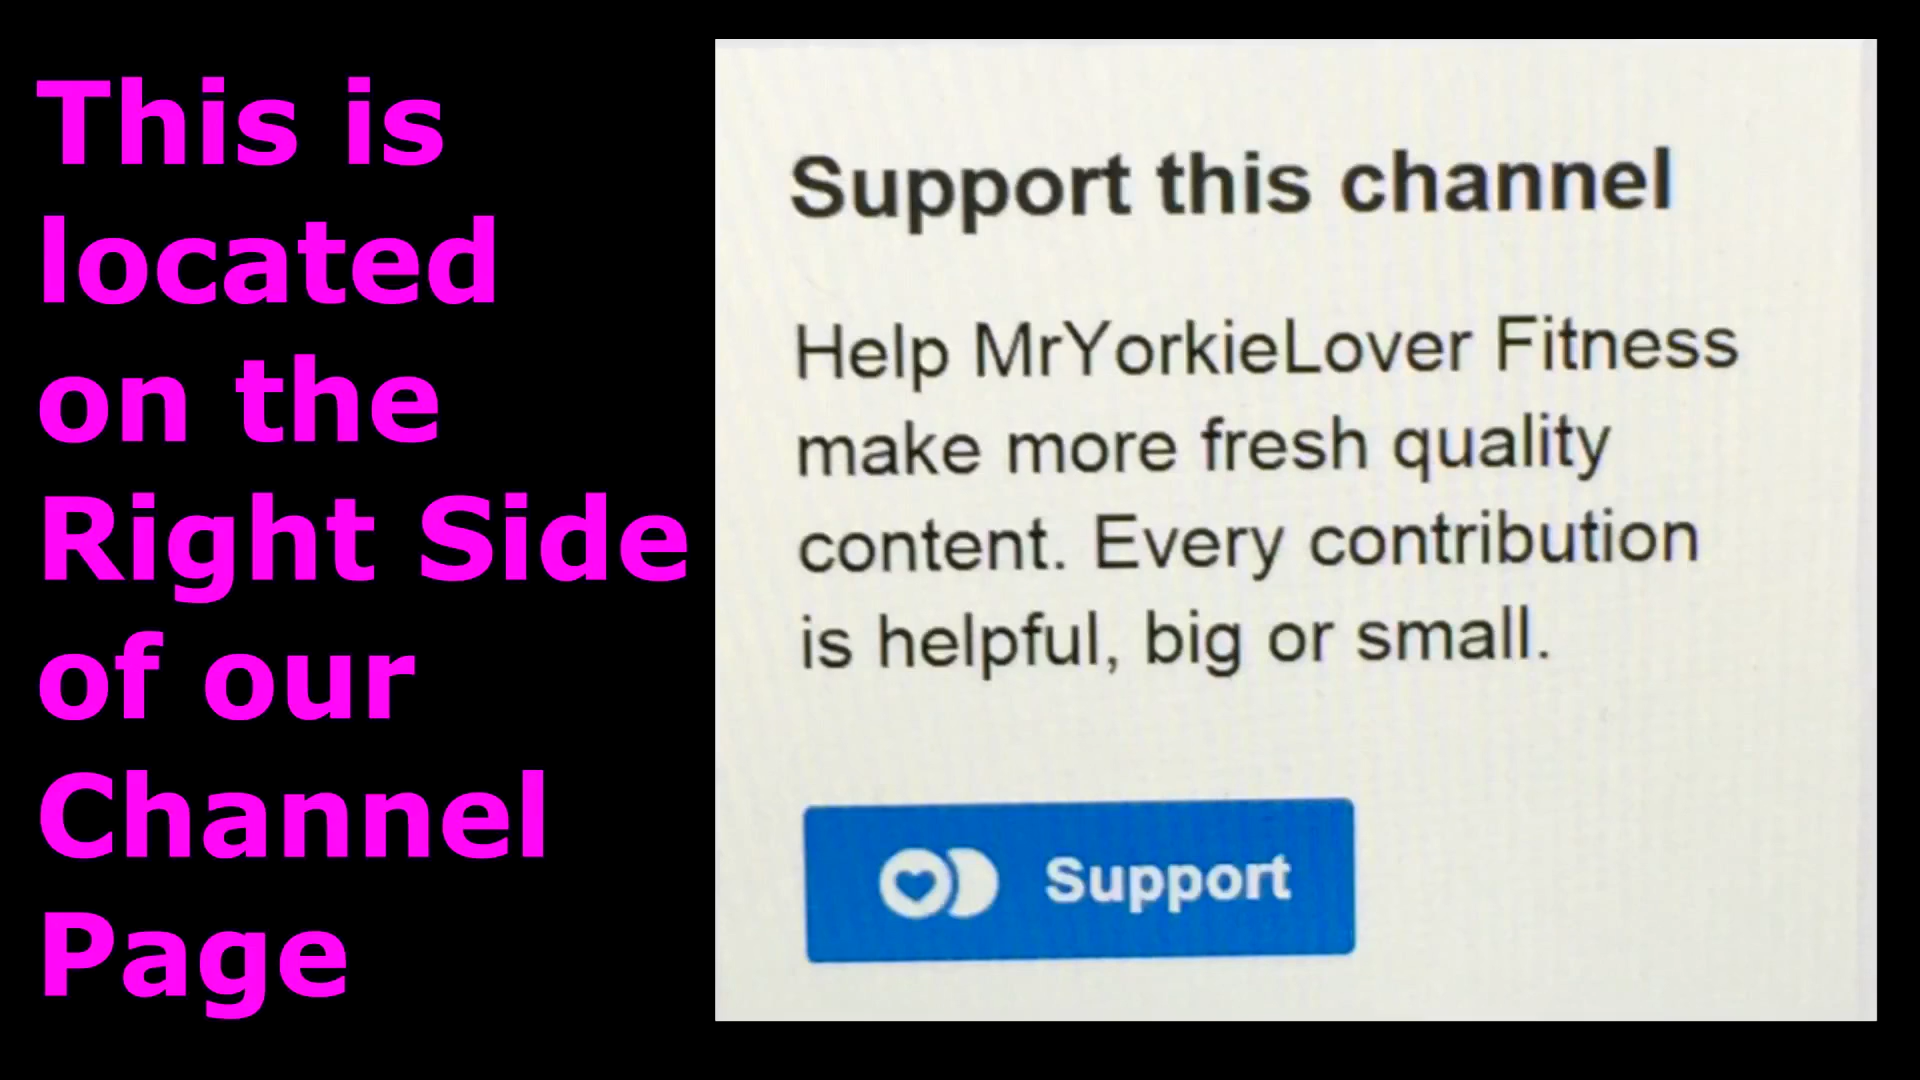 This is
located
on the
Right Side
of our
Channel
Page
Support this channel
Help MrYorkieLover Fitness
make more fresh quality
content. Every contribution
is helpful, big or small.
Support